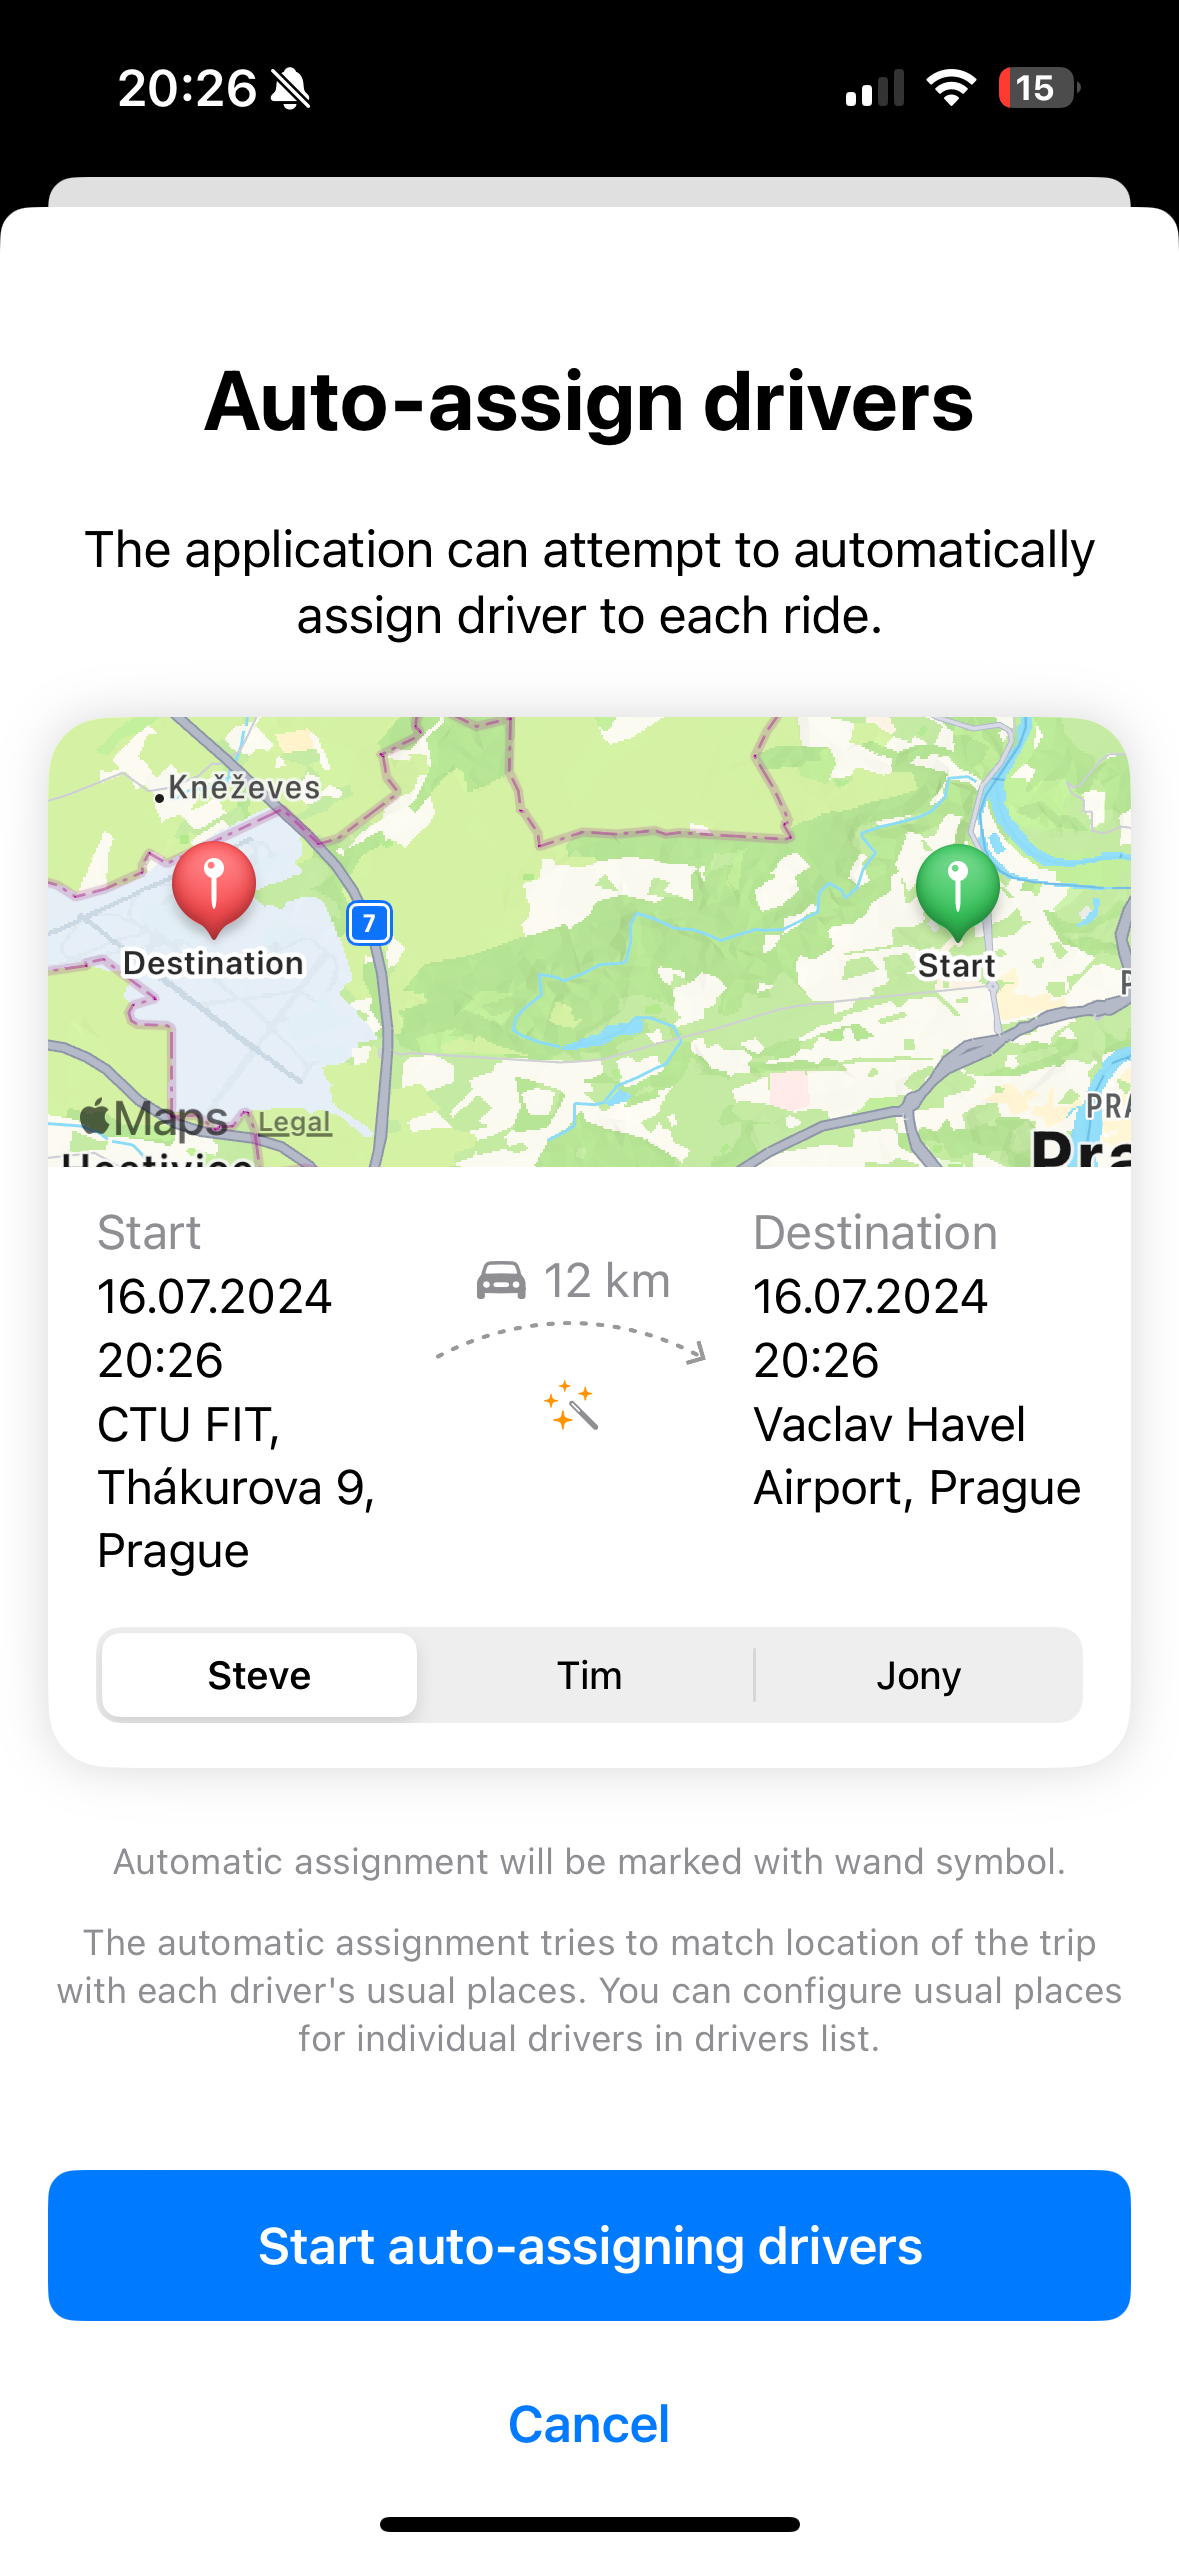 20:26
15
Auto-assign drivers
The application can attempt to automatically
assign driver to each ride.
Kněževes
7
Destination
Start
Maps
Legal
PRA
Pra
Start
16.07.2024
20:26
CTU FIT,
Thákurova 9,
Prague
12 km
Destination
16.07.2024
20:26
Vaclav Havel
Airport, Prague
Steve
Tim
Jony
Automatic assignment will be marked with wand symbol.
The automatic assignment tries to match location of the trip
with each driver's usual places. You can configure usual places
for individual drivers in drivers list.
Start auto-assigning drivers
Cancel